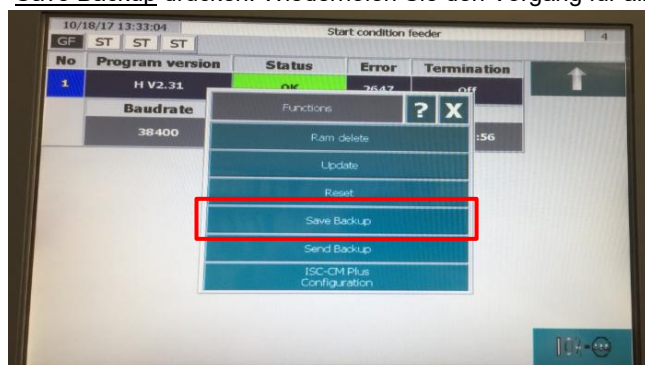 Save Backup drücken. Wiederholen Sie den Vorgang für all
10/18/17 13:33:04 Start condition feeder 4
GF ST ST ST
No Program version Status Error Termination
1 H V2.31 OK 2647 Off
Baudrate Functions ? X
38400 Ram delete :56
Update
Reset
Save Backup
Send Backup
ISC-CM Plus
Configuration